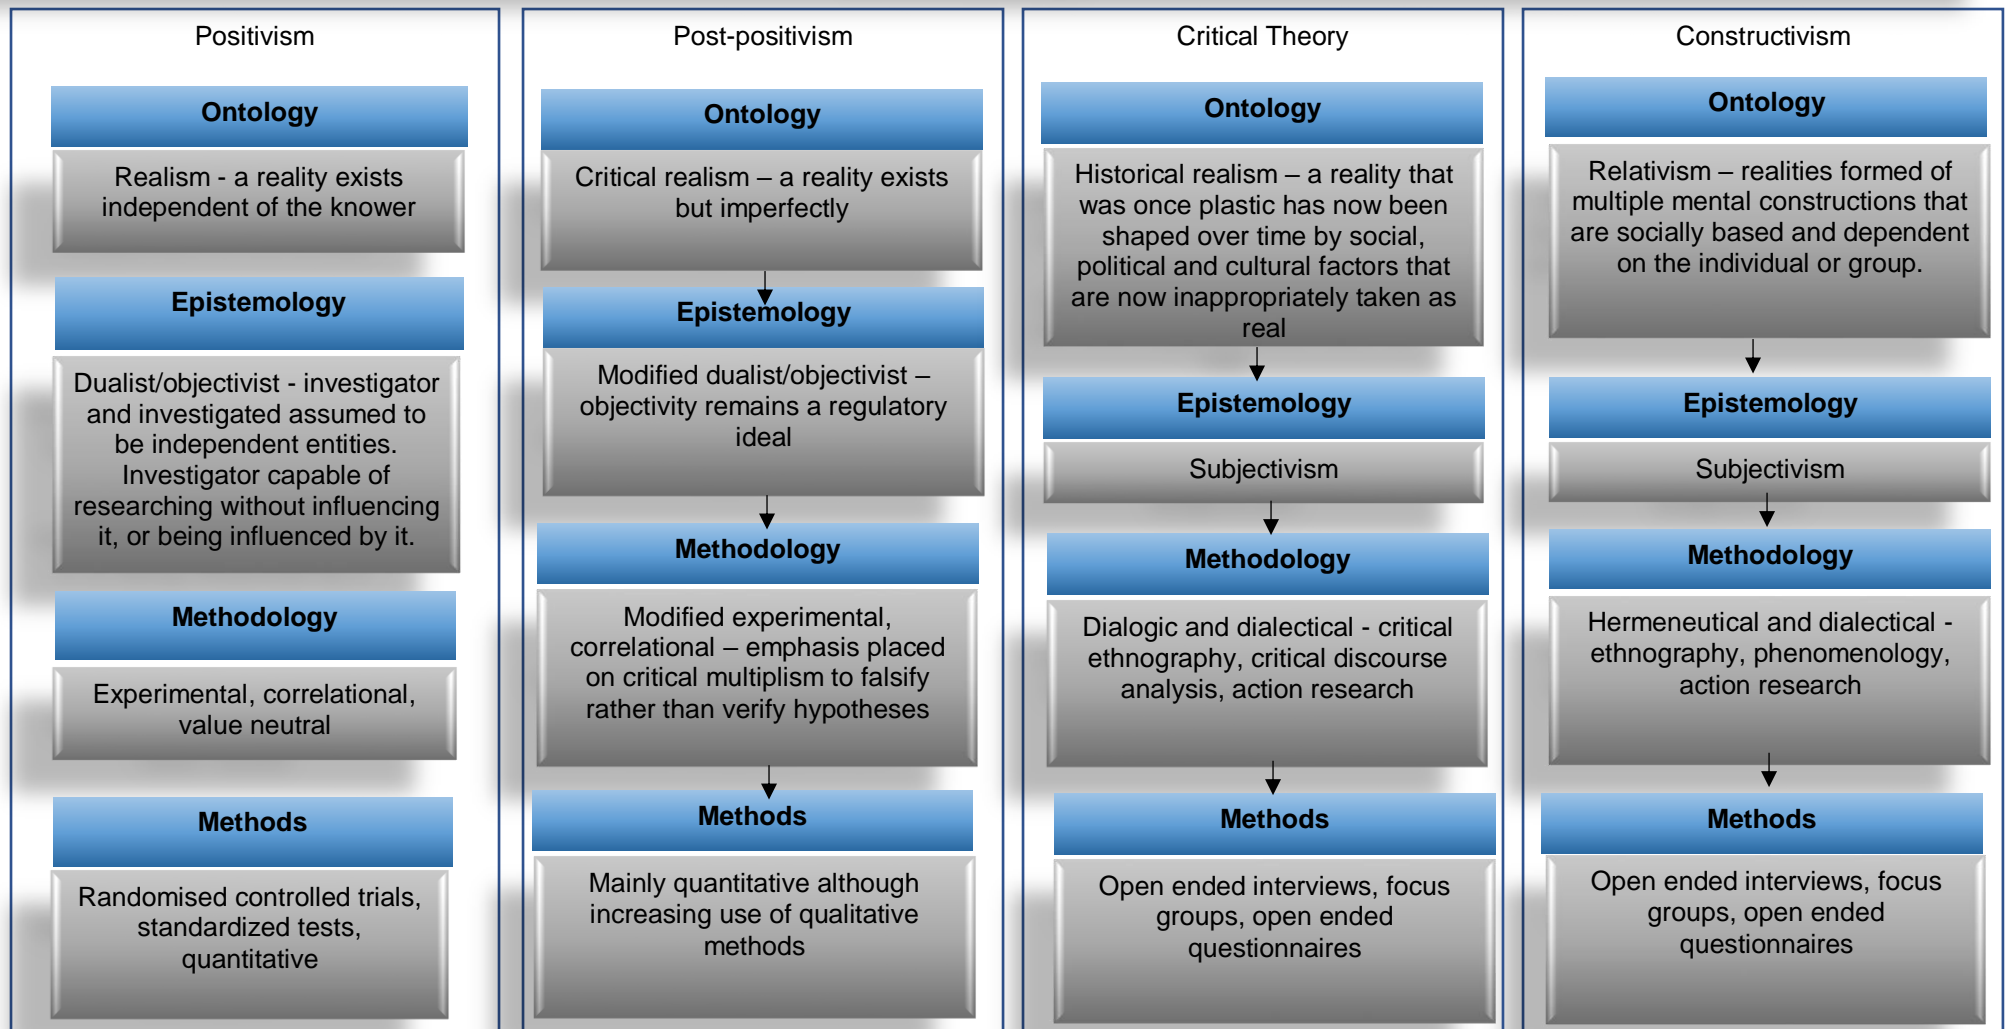 Positivism
Ontology
Realism - a reality exists
independent of the knower
Epistemology
Dualist/objectivist - investigator
and investigated assumed to
be independent entities.
Investigator capable of
researching without influencing
it, or being influenced by it.
Methodology
Experimental, correlational,
value neutral
Methods
Randomised controlled trials,
standardized tests,
quantitative
Post-positivism
Ontology
Critical realism – a reality exists
but imperfectly
Epistemology
Modified dualist/objectivist –
objectivity remains a regulatory
ideal
Methodology
Modified experimental,
correlational – emphasis placed
on critical multiplism to falsify
rather than verify hypotheses
Methods
Mainly quantitative although
increasing use of qualitative
methods
Critical Theory
Ontology
Historical realism – a reality that
was once plastic has now been
shaped over time by social,
political and cultural factors that
are now inappropriately taken as
real
Epistemology
Subjectivism
Methodology
Dialogic and dialectical - critical
ethnography, critical discourse
analysis, action research
Methods
Open ended interviews, focus
groups, open ended
questionnaires
Constructivism
Ontology
Relativism – realities formed of
multiple mental constructions that
are socially based and dependent
on the individual or group.
Epistemology
Subjectivism
Methodology
Hermeneutical and dialectical -
ethnography, phenomenology,
action research
Methods
Open ended interviews, focus
groups, open ended
questionnaires